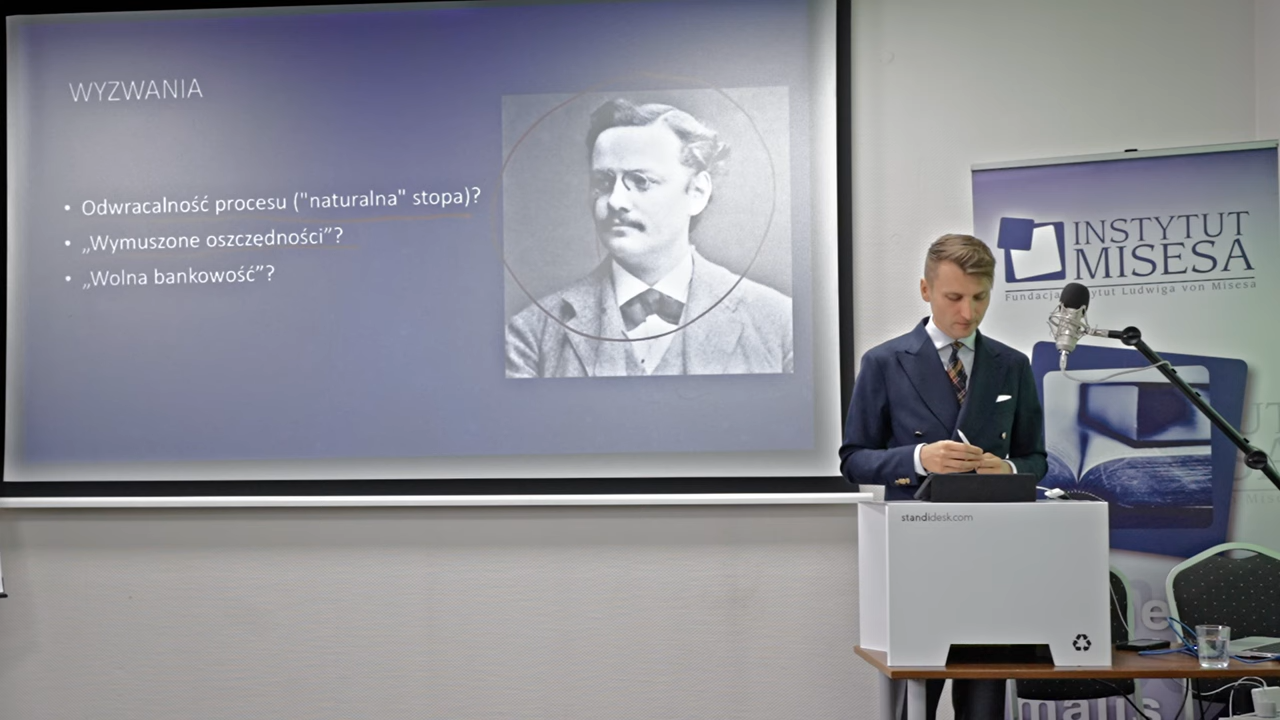 WYZWANIA
• Odwracalność procesu ("naturalna" stopa)?
• „Wymuszone oszczędności”?
• „Wolna bankowość”?
INSTYTUT
MISESA
Fundacja Instytut Ludwiga von Misesa
standidesk.com